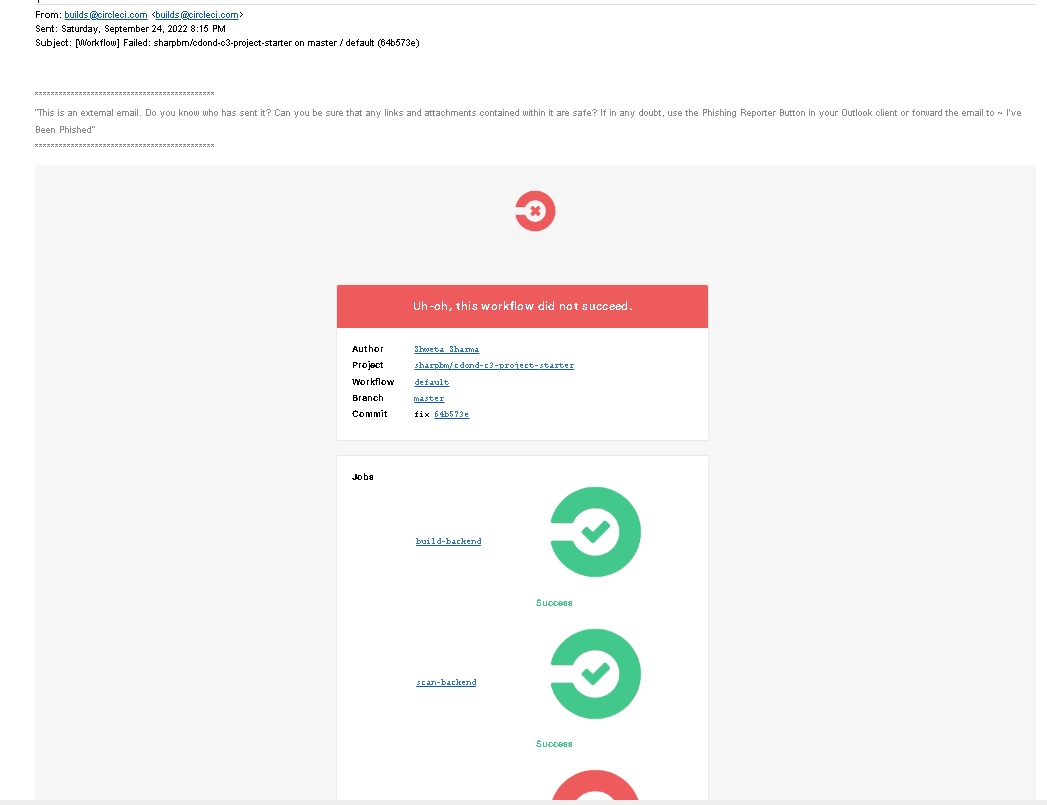 From: builds@circleci.com <builds@circleci.com>
Sent: Saturday, September 24, 2022 8:15 PM
Subject: [Workflow] Failed: sharpbm/cdond-c3-project-starter on master / default (64b573e)
*********************************************
"This is an external email. Do you know who has sent it? Can you be sure that any links and attachments contained within it are safe? If in any doubt, use the Phishing Reporter Button in your Outlook client or forward the email to ~ I've
Been Phished"
*********************************************
Uh-oh, this workflow did not succeed.
Author Shweta Sharma
Project sharpbm/cdond-c3-project-starter
Workflow default
Branch master
Commit fix 64b573e
Jobs
build-backend
Success
scan-backend
Success